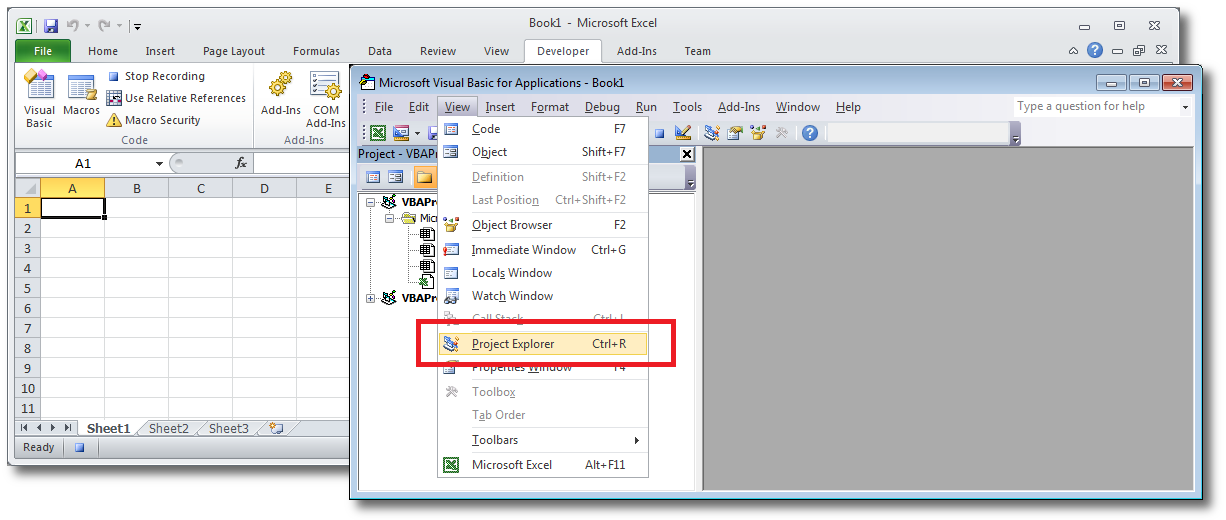 Book1 - Microsoft Excel
File Home Insert Page Layout Formulas Data Review View Developer Add-Ins Team
Visual Basic
Macros
Stop Recording
Use Relative References
Macro Security
Code
Add-Ins
COM Add-Ins
Add-Ins
A1
fx
A B C D E
1
2
3
4
5
6
7
8
9
10
11
Sheet1 Sheet2 Sheet3
Ready
Microsoft Visual Basic for Applications - Book1
File Edit View Insert Format Debug Run Tools Add-Ins Window Help
Type a question for help
Project - VBAPr
VBAPr
Mic
VBAPr
Code F7
Object Shift+F7
Definition Shift+F2
Last Position Ctrl+Shift+F2
Object Browser F2
Immediate Window Ctrl+G
Locals Window
Watch Window
Call Stack Ctrl+L
Project Explorer Ctrl+R
Properties Window F4
Toolbox
Tab Order
Toolbars
Microsoft Excel Alt+F11